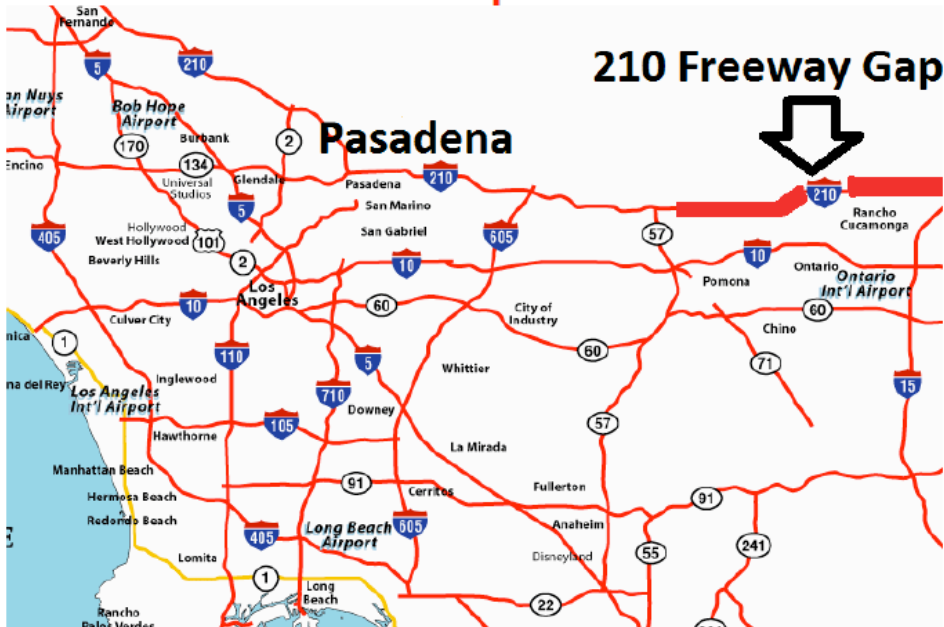 San
Fernando
5
210
210 Freeway Gap
an Nuys
Airport
Bob Hope
Airport
170
Burbank
2
Pasadena
134
Encino
Universal
Studios
Glendale
5
Pasadena
210
210
San Marino
Rancho
Cucamonga
405
Hollywood
West Hollywood
101
San Gabriel
605
57
Beverly Hills
2
10
10
Ontario
Pomona
Ontario
Int'l Airport
Los
Angeles
10
60
City of
Industry
60
Culver City
Chino
1
nica
110
5
60
71
Whittier
na del Rey
Inglewood
710
15
Los Angeles
Int'l Airport
Downey
105
57
Hawthorne
La Mirada
Manhattan Beach
91
Cerritos
Fullerton
91
Hermosa Beach
Redondo Beach
405
Long Beach
Airport
605
Anaheim
55
241
E
Disneyland
Lomita
1
Long
Beach
22
Rancho
Palos Verdes